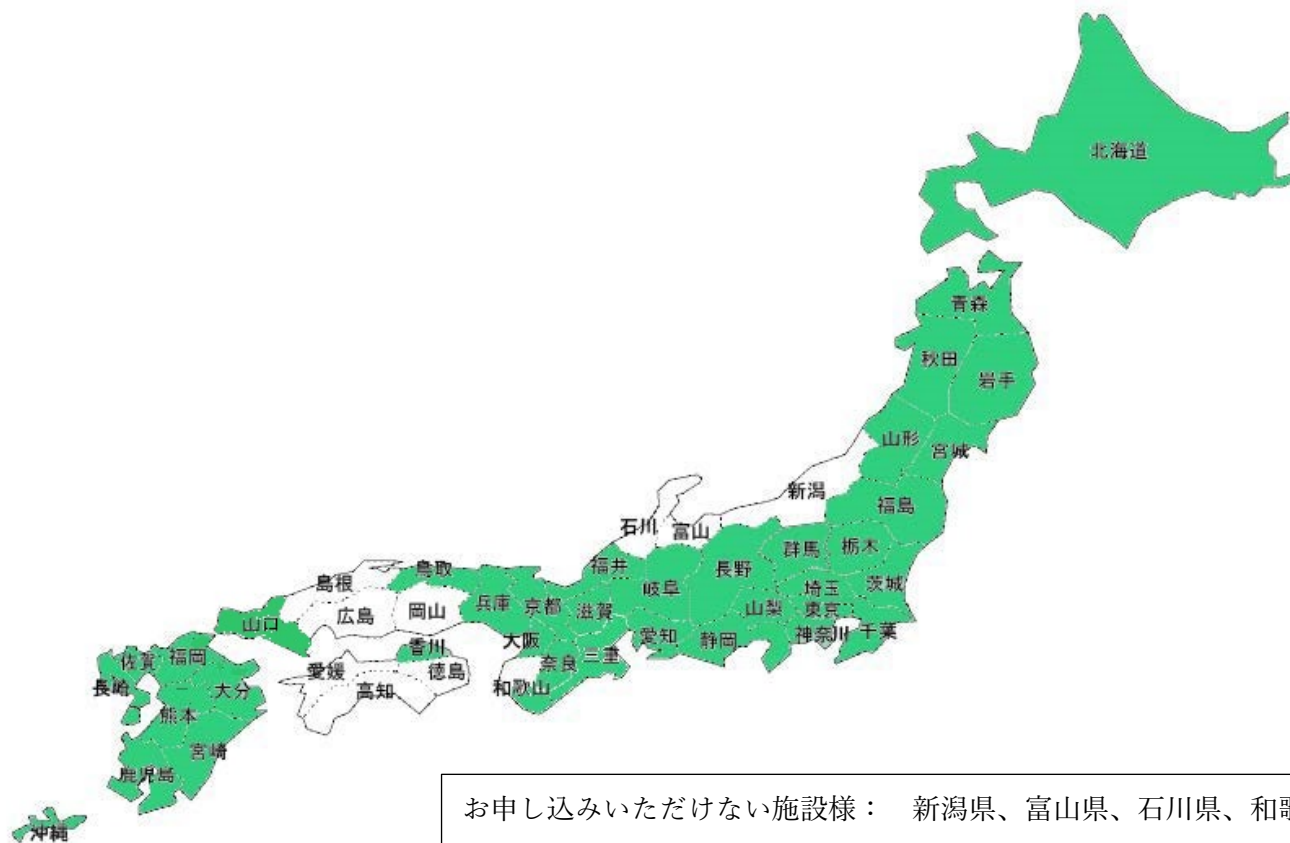 北海道
青森
秋田
岩手
山形
宮城
新潟
福島
石川
富山
群馬
栃木
福井
長野
岐阜
埼玉
茨城
鳥取
島根
兵庫
京都
滋賀
山梨
東京
広島
岡山
山口
大阪
愛知
静岡
神奈川
千葉
香川
奈良
三重
佐賀
福岡
愛媛
徳島
長崎
大分
高知
和歌山
熊本
宮崎
鹿児島
沖縄
お申し込みいただけない施設様： 新潟県、富山県、石川県、和歌